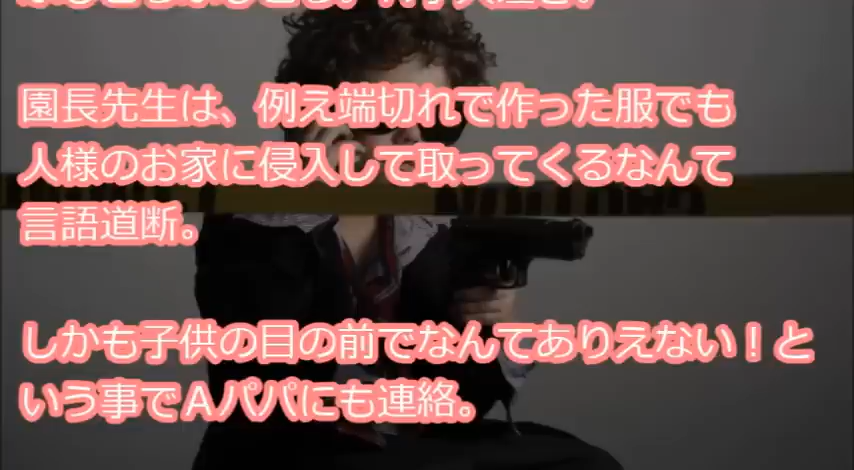 園長先生は、例え端切れで作った服でも
人様のお家に侵入して取ってくるなんて
言語道断。
しかも子供の目の前でなんてありえない！と
いう事でAパパにも連絡。